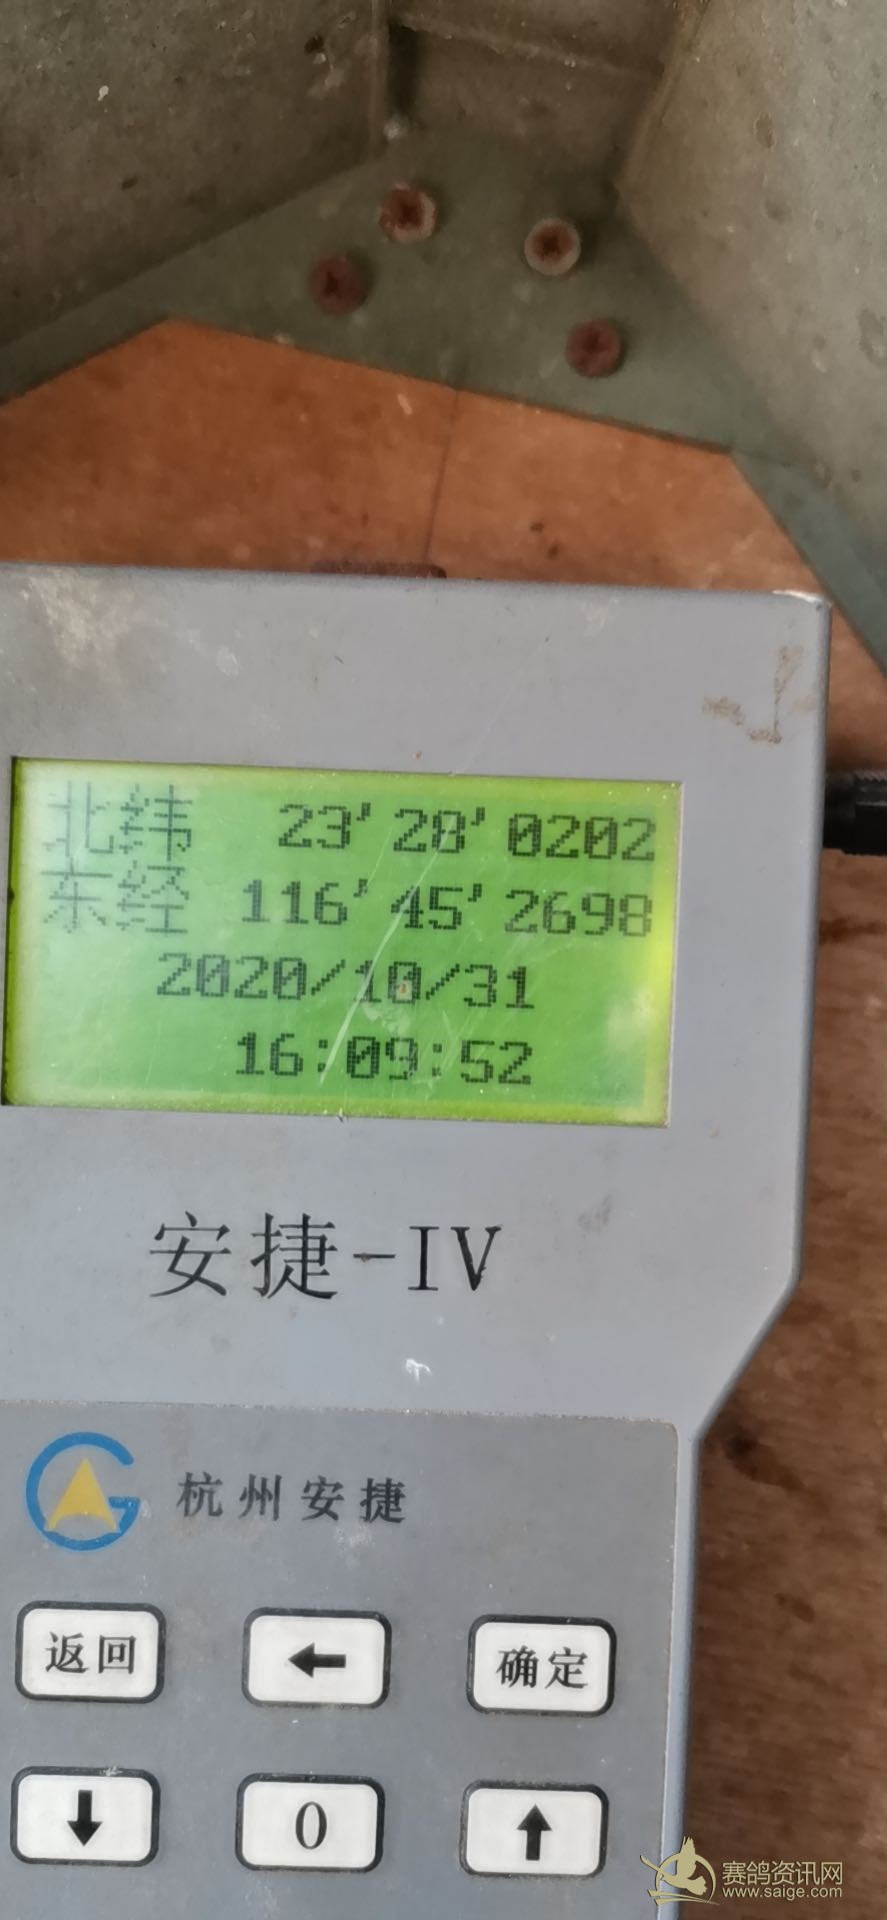 北纬 23'28'0202
东经 116'45'2698
2020/10/31
16:09:52
安捷-IV
杭州安捷
返回 ← 确定
↓ 0 ↑
赛鸽资讯网
www.saige.com